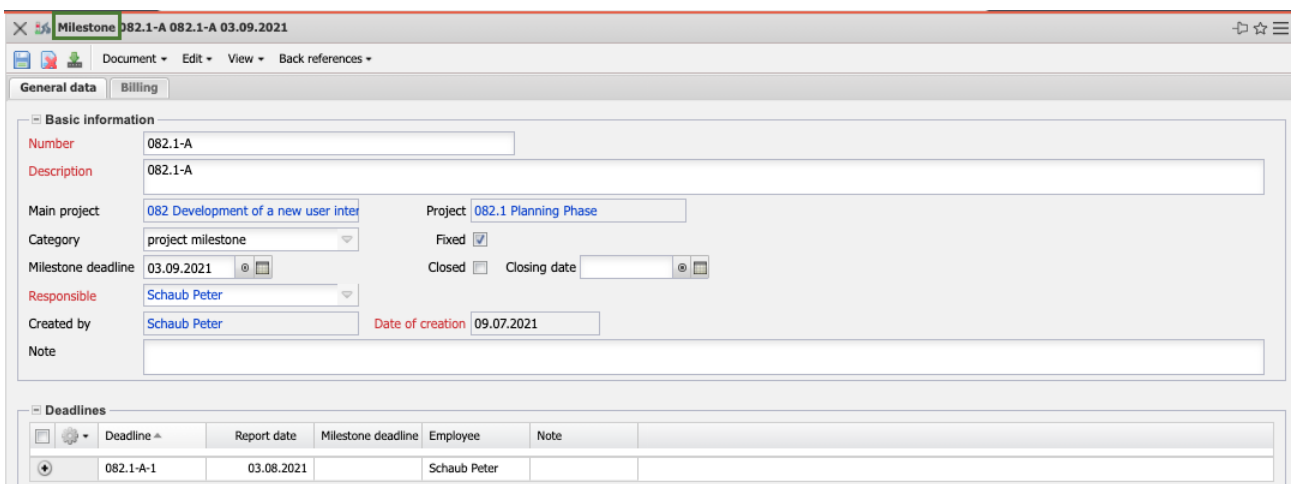 Milestone 082.1-A 082.1-A 03.09.2021
Document Edit View Back references
General data Billing
Basic information
Number 082.1-A
Description 082.1-A
Main project 082 Development of a new user inter Project 082.1 Planning Phase
Category project milestone Fixed
Milestone deadline 03.09.2021 Closed Closing date
Responsible Schaub Peter
Created by Schaub Peter Date of creation 09.07.2021
Note
Deadlines
Deadline Report date Milestone deadline Employee Note
082.1-A-1 03.08.2021 Schaub Peter